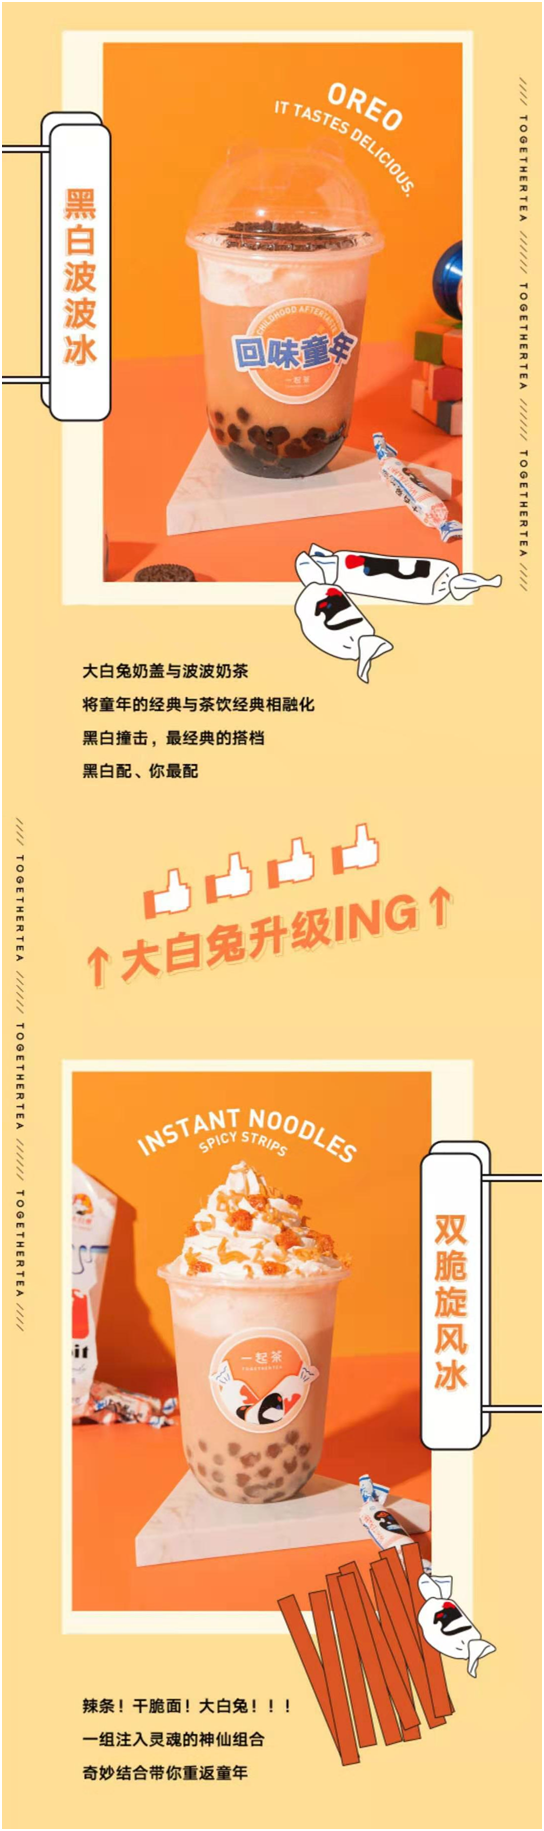 OREO
IT TASTES DELICIOUS.
黑白波波冰
CHILDHOOD AFTERTASTE
回味童年
一起茶
//// TOGETHERTEA ////// TOGETHERTEA ////// TOGETHERTEA ////
大白兔奶盖与波波奶茶
将童年的经典与茶饮经典相融化
黑白撞击，最经典的搭档
黑白配、你最配
↑大白兔升级ING↑
//// TOGETHERTEA ////// TOGETHERTEA ////// TOGETHERTEA ////
INSTANT NOODLES
SPICY STRIPS
双脆旋风冰
一起茶
TOGETHERTEA
辣条！干脆面！大白兔！！！
一组注入灵魂的神仙组合
奇妙结合带你重返童年